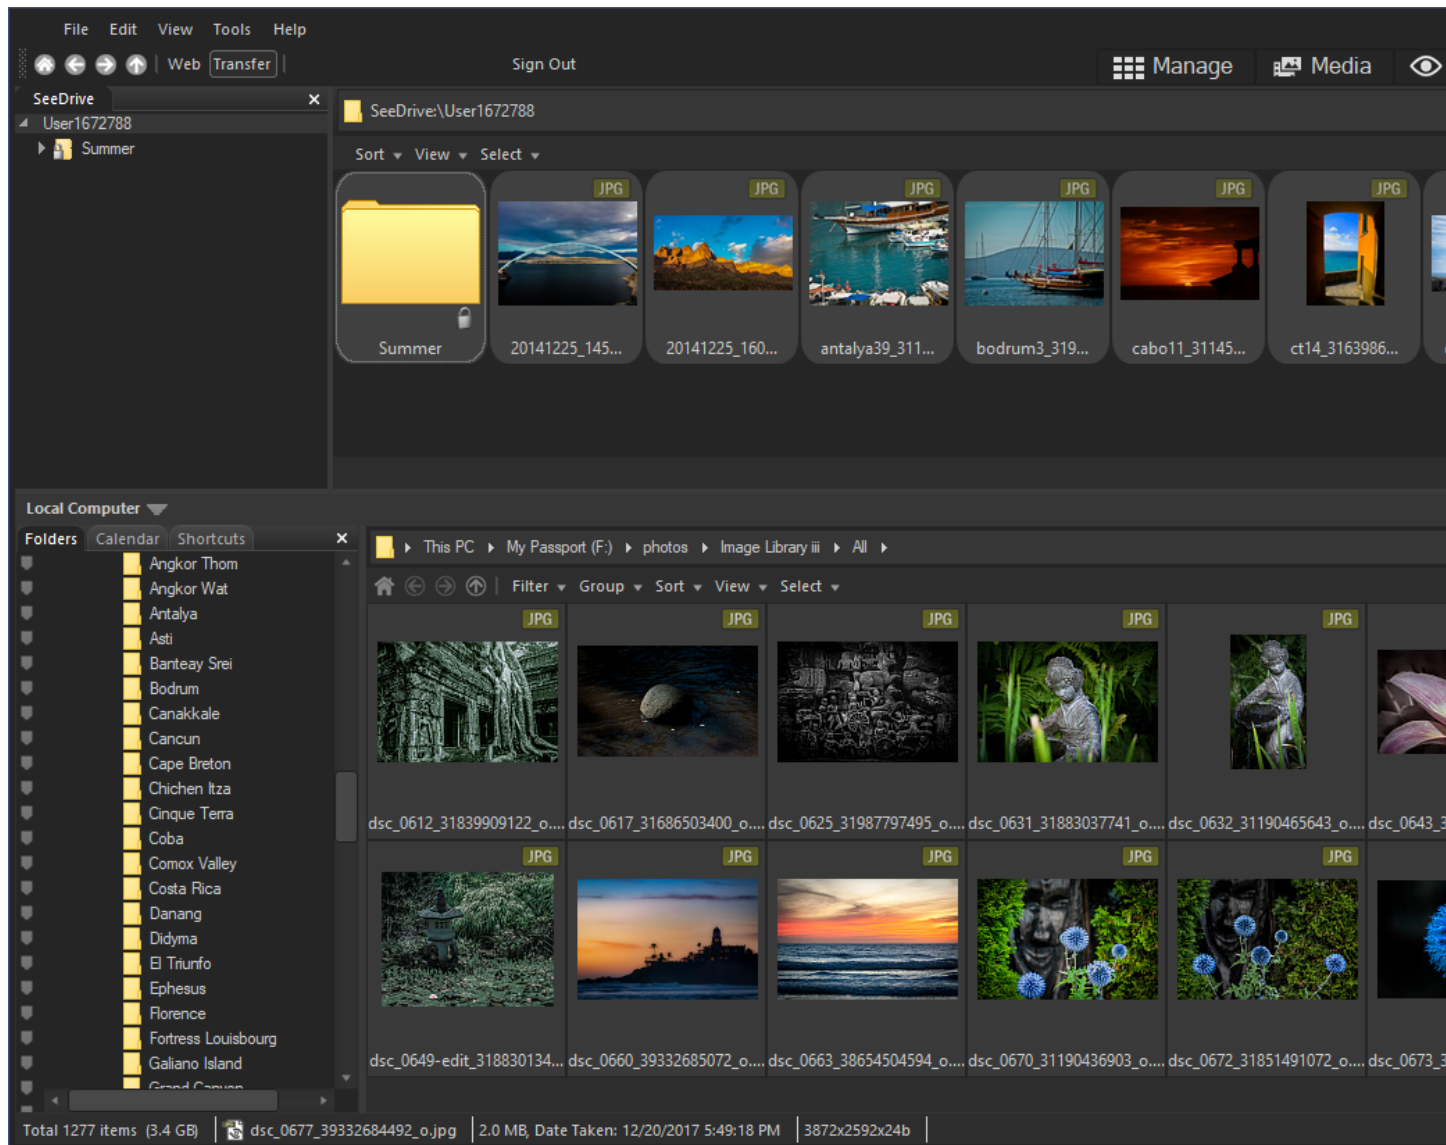 File Edit View Tools Help
Web Transfer Sign Out Manage Media
SeeDrive
User1672788
Summer
SeeDrive:\User1672788
Sort View Select
JPG JPG JPG JPG JPG JPG
Summer 20141225_145... 20141225_160... antalya39_311... bodrum3_319... cabo11_31145... ct14_3163986...
Local Computer
Folders Calendar Shortcuts
Angkor Thom
Angkor Wat
Antalya
Asti
Banteay Srei
Bodrum
Canakkale
Cancun
Cape Breton
Chichen Itza
Cinque Terra
Coba
Comox Valley
Costa Rica
Danang
Didyma
El Triunfo
Ephesus
Florence
Fortress Louisbourg
Galiano Island
Grand Canyon
This PC My Passport (F:) photos Image Library iii All
Filter Group Sort View Select
JPG JPG JPG JPG JPG
dsc_0612_31839909122_o.... dsc_0617_31686503400_o.... dsc_0625_31987797495_o.... dsc_0631_31883037741_o.... dsc_0632_31190465643_o.... dsc_0643_3
JPG JPG JPG JPG JPG
dsc_0649-edit_318830134... dsc_0660_39332685072_o.... dsc_0663_38654504594_o.... dsc_0670_31190436903_o.... dsc_0672_31851491072_o.... dsc_0673_3
Total 1277 items (3.4 GB) dsc_0677_39332684492_o.jpg 2.0 MB, Date Taken: 12/20/2017 5:49:18 PM 3872x2592x24b